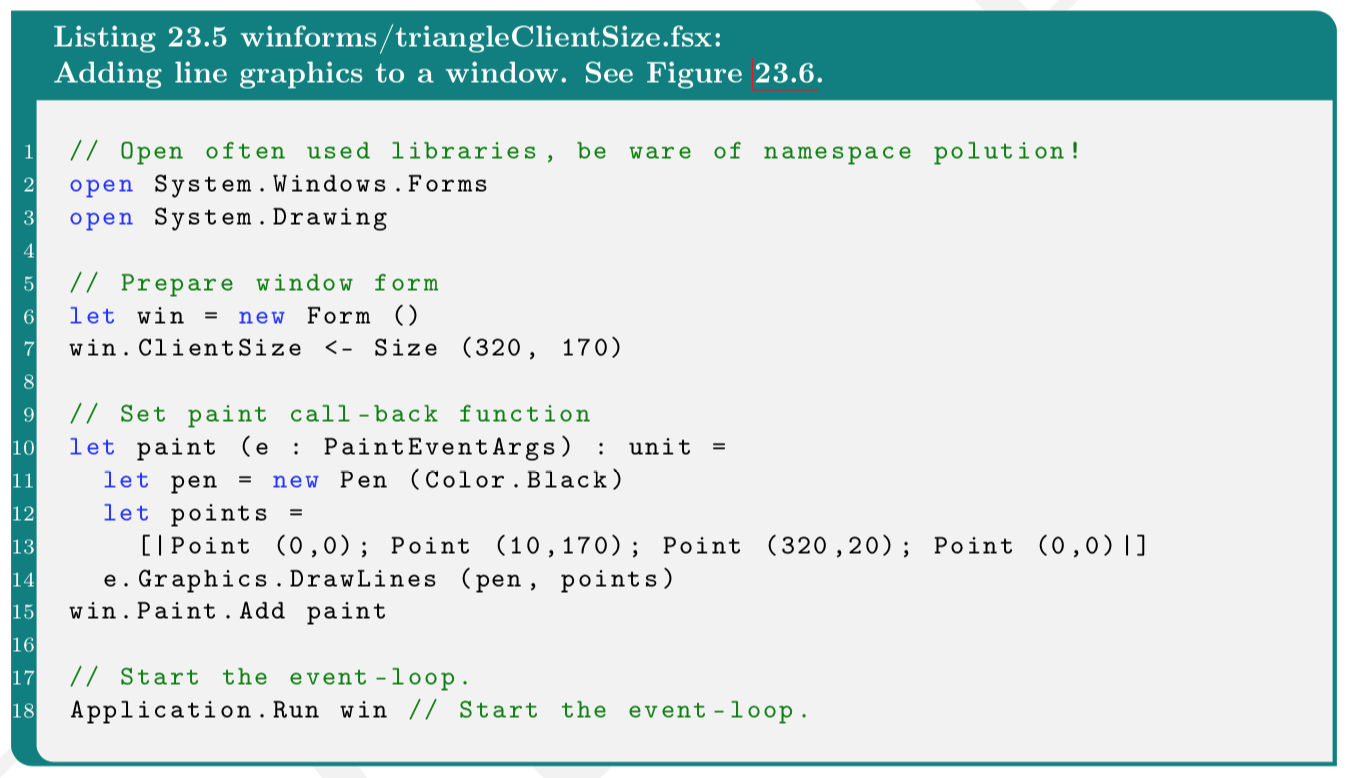 Listing 23.5 winforms/triangleClientSize.fsx:
Adding line graphics to a window. See Figure 23.6.
1 // Open often used libraries, be ware of namespace polution!
2 open System.Windows.Forms
3 open System.Drawing
4
5 // Prepare window form
6 let win = new Form ()
7 win.ClientSize <- Size (320, 170)
8
9 // Set paint call-back function
10 let paint (e : PaintEventArgs) : unit =
11   let pen = new Pen (Color.Black)
12   let points =
13     [|Point (0,0); Point (10,170); Point (320,20); Point (0,0)|]
14   e.Graphics.DrawLines (pen, points)
15 win.Paint.Add paint
16
17 // Start the event-loop.
18 Application.Run win // Start the event-loop.